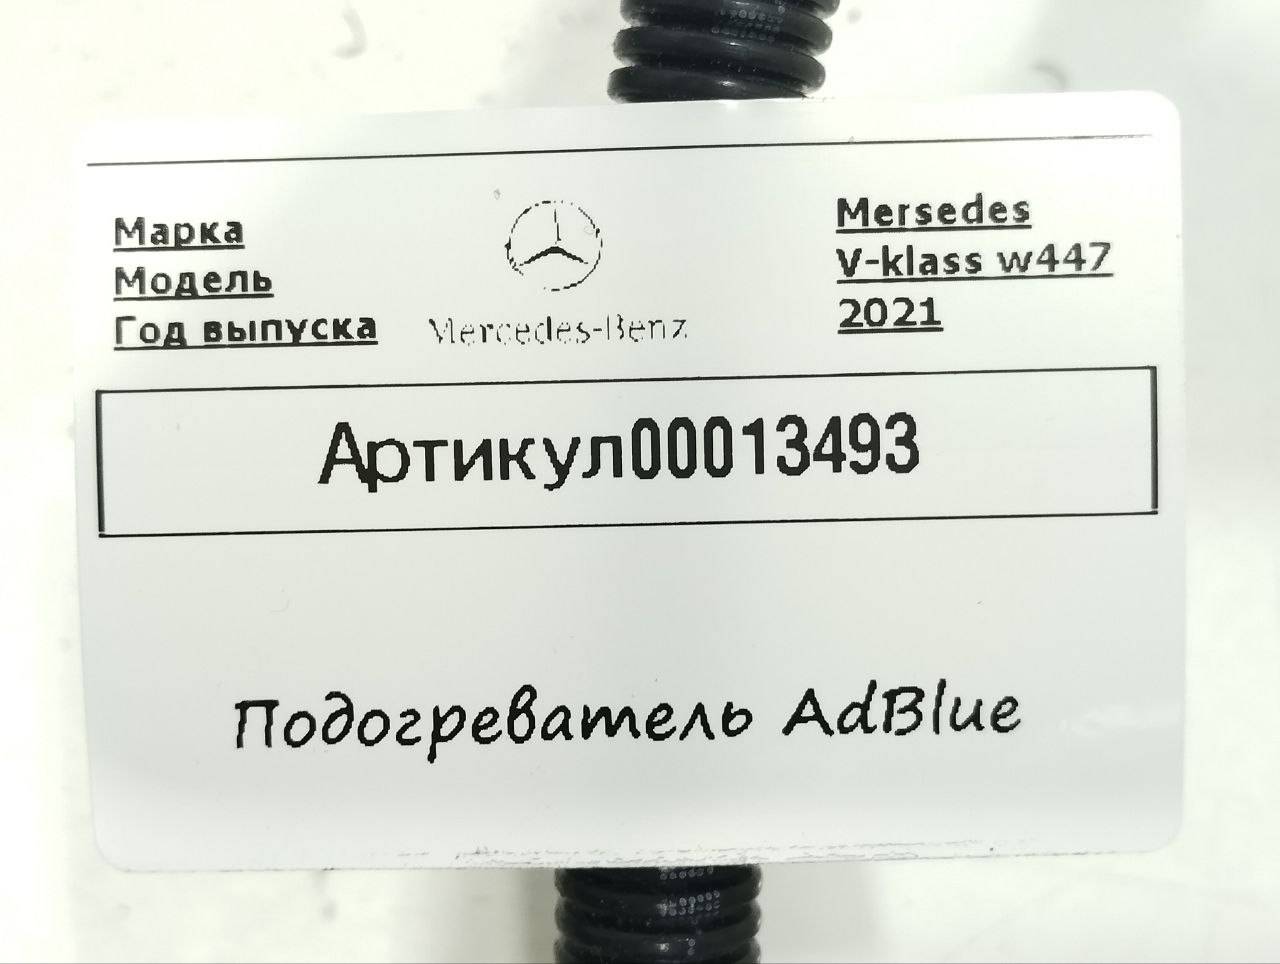 Марка
Модель
Год выпуска
Mercedes-Benz
Mersedes
V-klass w447
2021
Артикул00013493
Подогреватель AdBlue